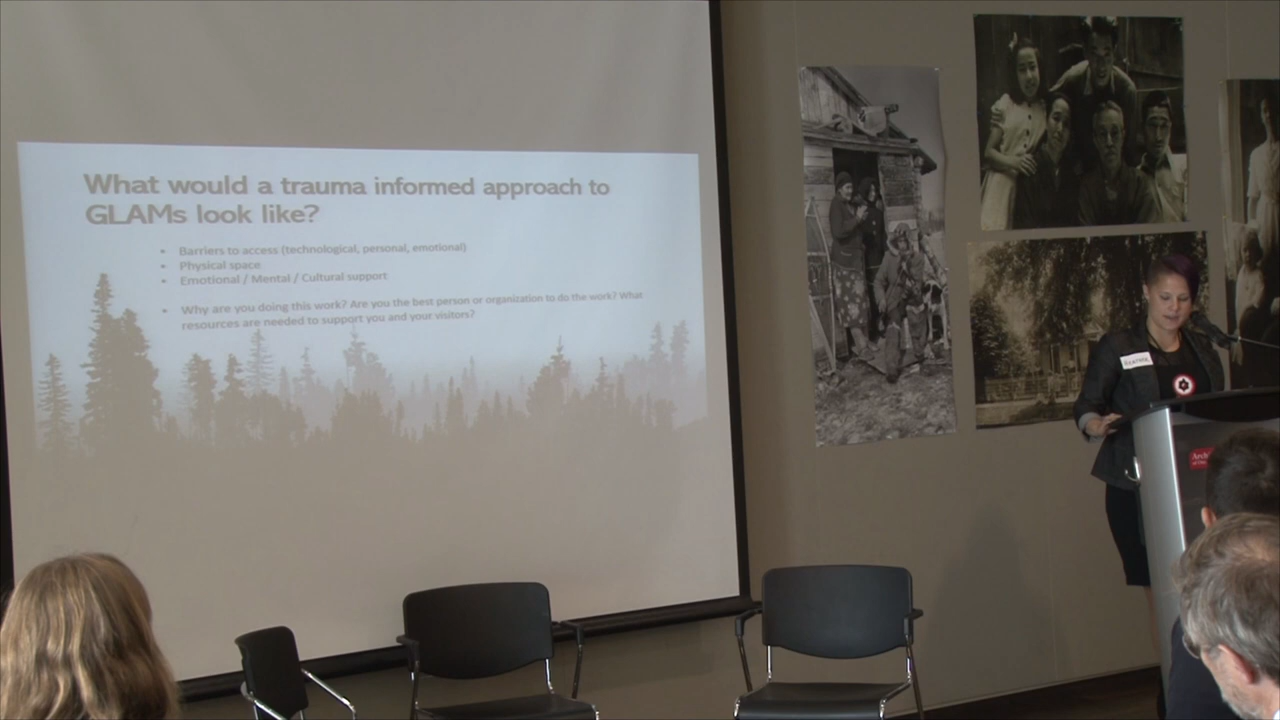 What would a trauma informed approach to
GLAMs look like?
• Barriers to access (technological, personal, emotional)
• Physical space
• Emotional / Mental / Cultural support
• Why are you doing this work? Are you the best person or organization to do the work? What
resources are needed to support you and your visitors?